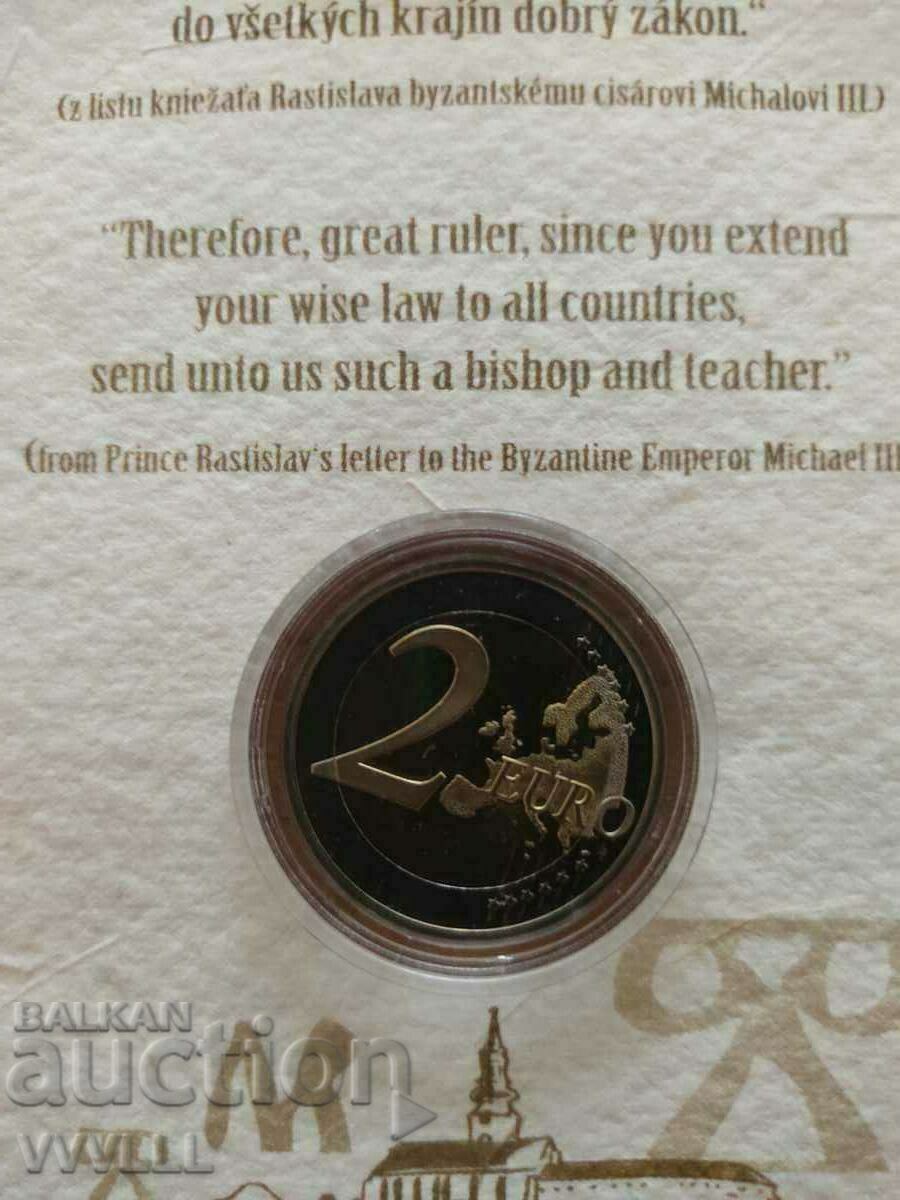 do všetkých krajín dobrý zákon.“
(z listu kniežaťa Rastislava byzantskému cisárovi Michalovi III.)
“Therefore, great ruler, since you extend
your wise law to all countries,
send unto us such a bishop and teacher.”
(from Prince Rastislav's letter to the Byzantine Emperor Michael III
2 EURO
BALKAN
auction
VVVLLL